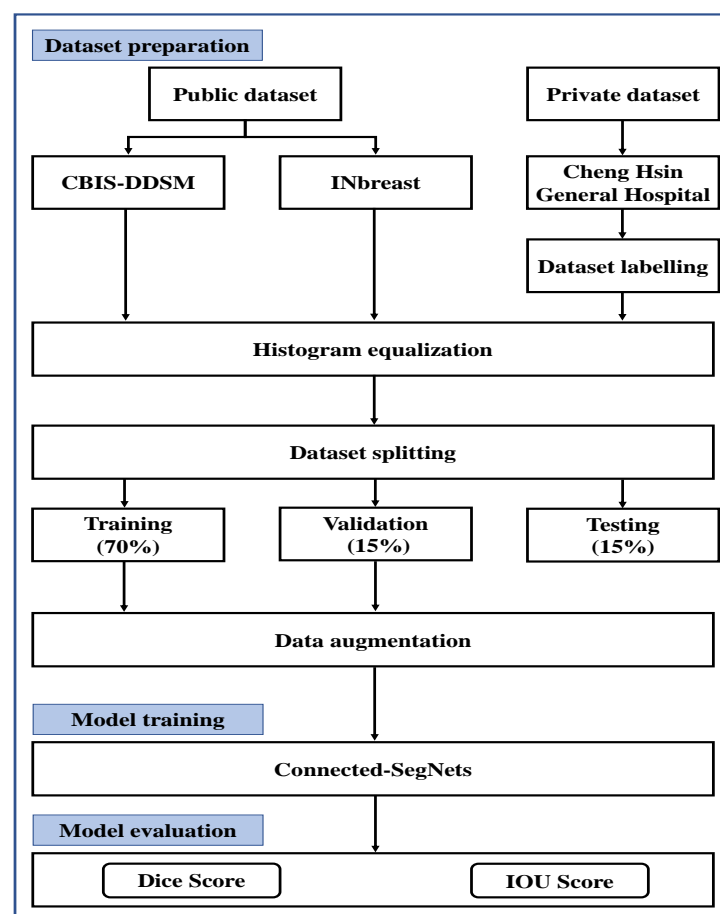 Dataset preparation
Public dataset
Private dataset
CBIS-DDSM
INbreast
Cheng Hsin
General Hospital
Dataset labelling
Histogram equalization
Dataset splitting
Training
(70%)
Validation
(15%)
Testing
(15%)
Data augmentation
Model training
Connected-SegNets
Model evaluation
Dice Score
IOU Score